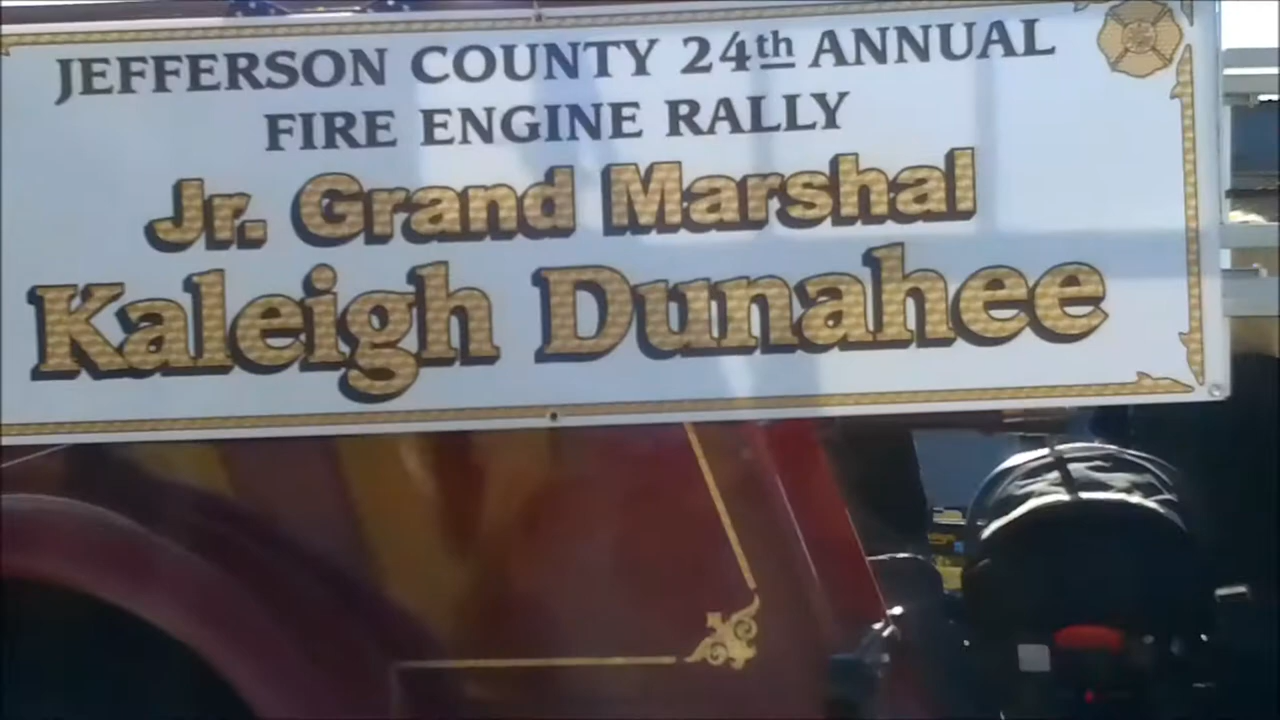 JEFFERSON COUNTY 24th ANNUAL
FIRE ENGINE RALLY
Jr. Grand Marshal
Kaleigh Dunahee